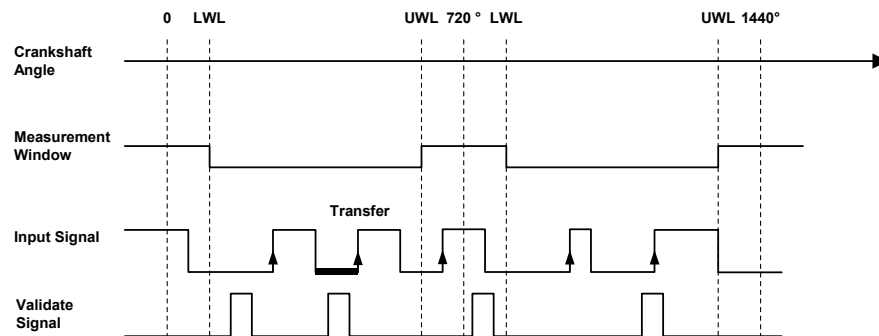 0 LWL UWL 720 ° LWL UWL 1440°
Crankshaft
Angle
Measurement
Window
Transfer
Input Signal
Validate
Signal